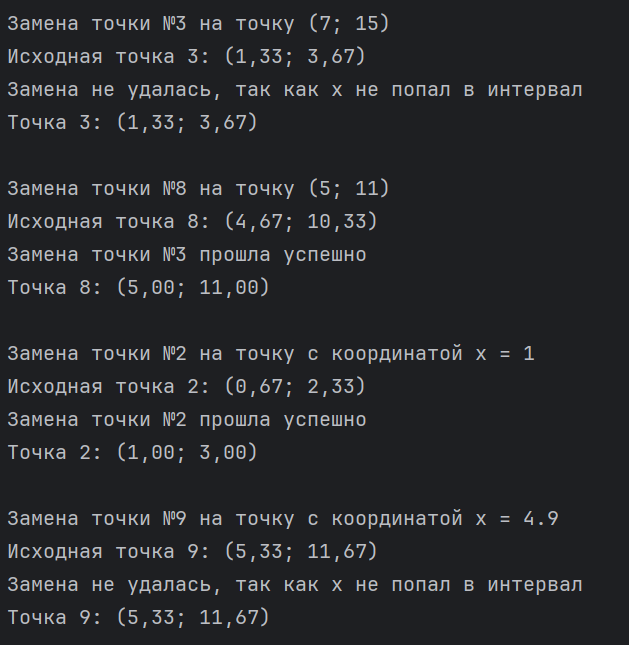 Замена точки №3 на точку (7; 15)
Исходная точка 3: (1,33; 3,67)
Замена не удалась, так как x не попал в интервал
Точка 3: (1,33; 3,67)
Замена точки №8 на точку (5; 11)
Исходная точка 8: (4,67; 10,33)
Замена точки №3 прошла успешно
Точка 8: (5,00; 11,00)
Замена точки №2 на точку с координатой x = 1
Исходная точка 2: (0,67; 2,33)
Замена точки №2 прошла успешно
Точка 2: (1,00; 3,00)
Замена точки №9 на точку с координатой x = 4.9
Исходная точка 9: (5,33; 11,67)
Замена не удалась, так как x не попал в интервал
Точка 9: (5,33; 11,67)